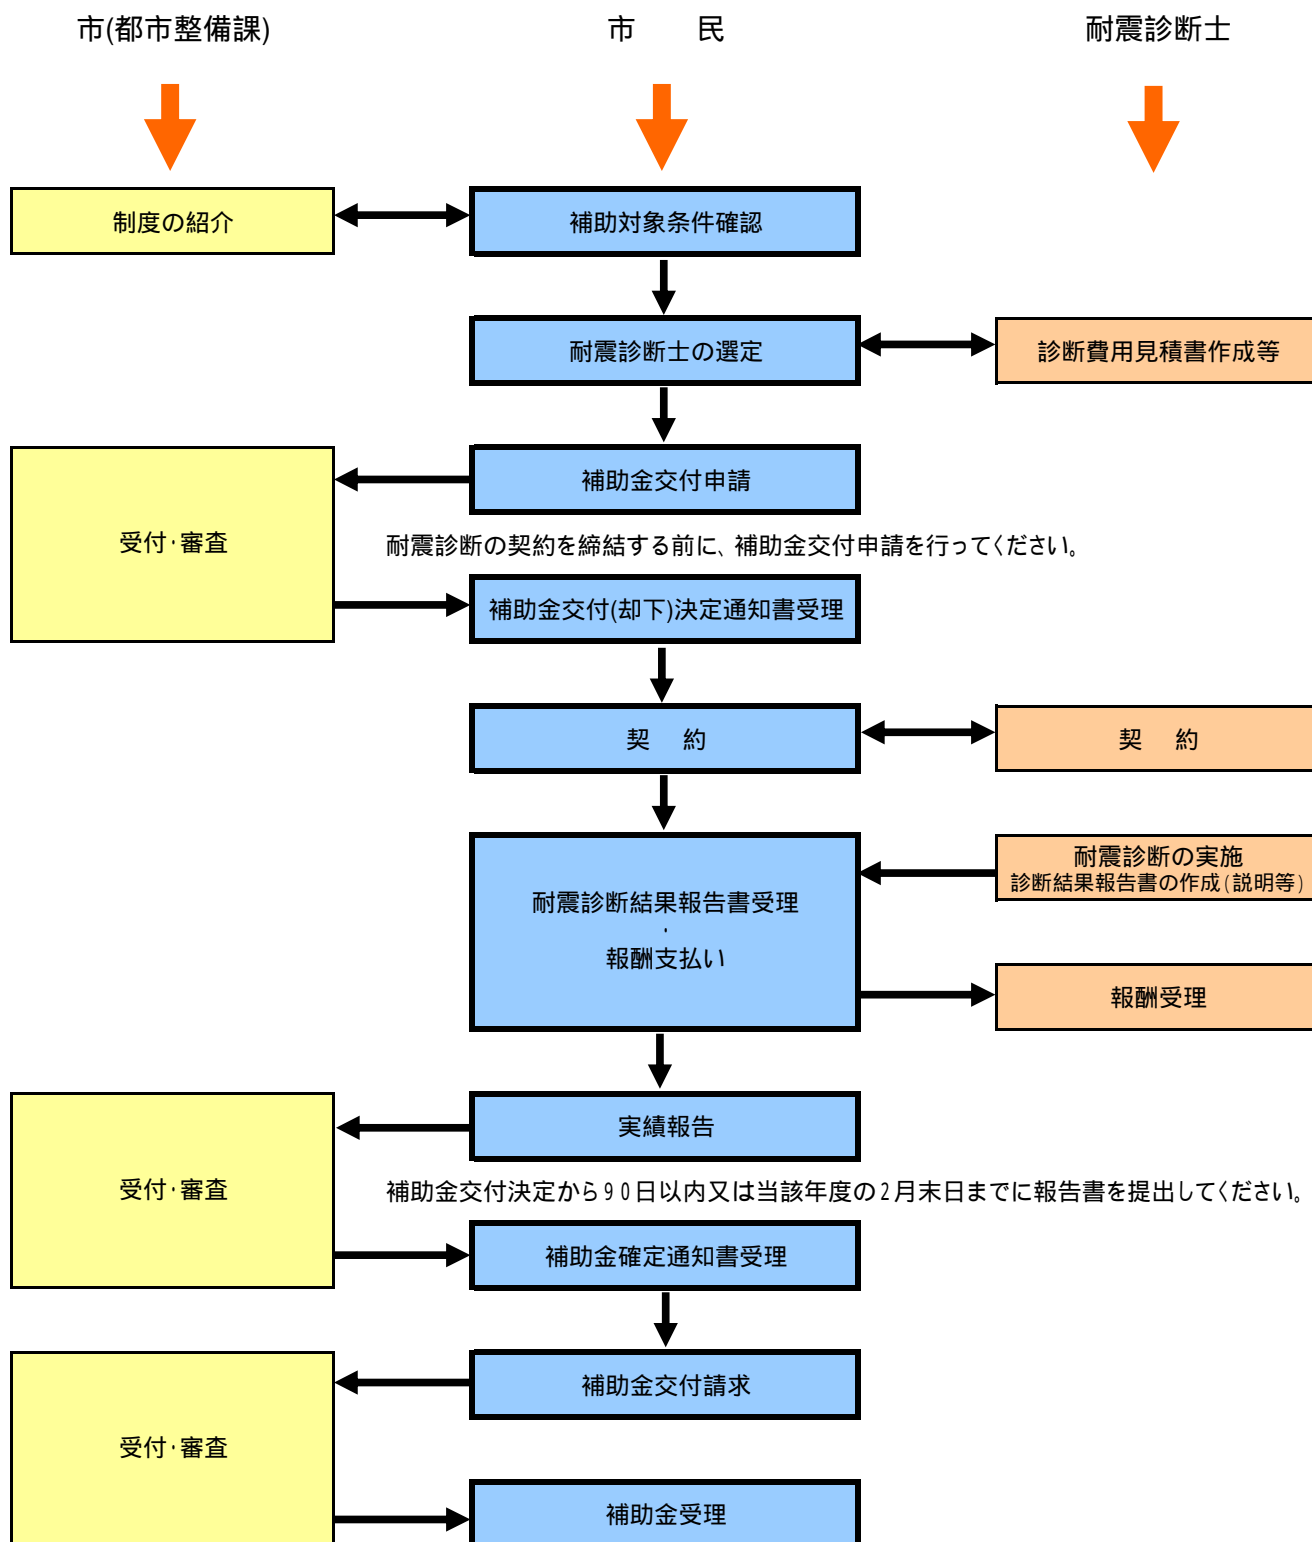 市(都市整備課)
市 民
耐震診断士
制度の紹介
補助対象条件確認
耐震診断士の選定
診断費用見積書作成等
補助金交付申請
受付・審査
耐震診断の契約を締結する前に、補助金交付申請を行ってください。
補助金交付(却下)決定通知書受理
契 約
契 約
耐震診断の実施
診断結果報告書の作成(説明等)
耐震診断結果報告書受理
・
報酬支払い
報酬受理
実績報告
受付・審査
補助金交付決定から90日以内又は当該年度の2月末日までに報告書を提出してください。
補助金確定通知書受理
補助金交付請求
受付・審査
補助金受理